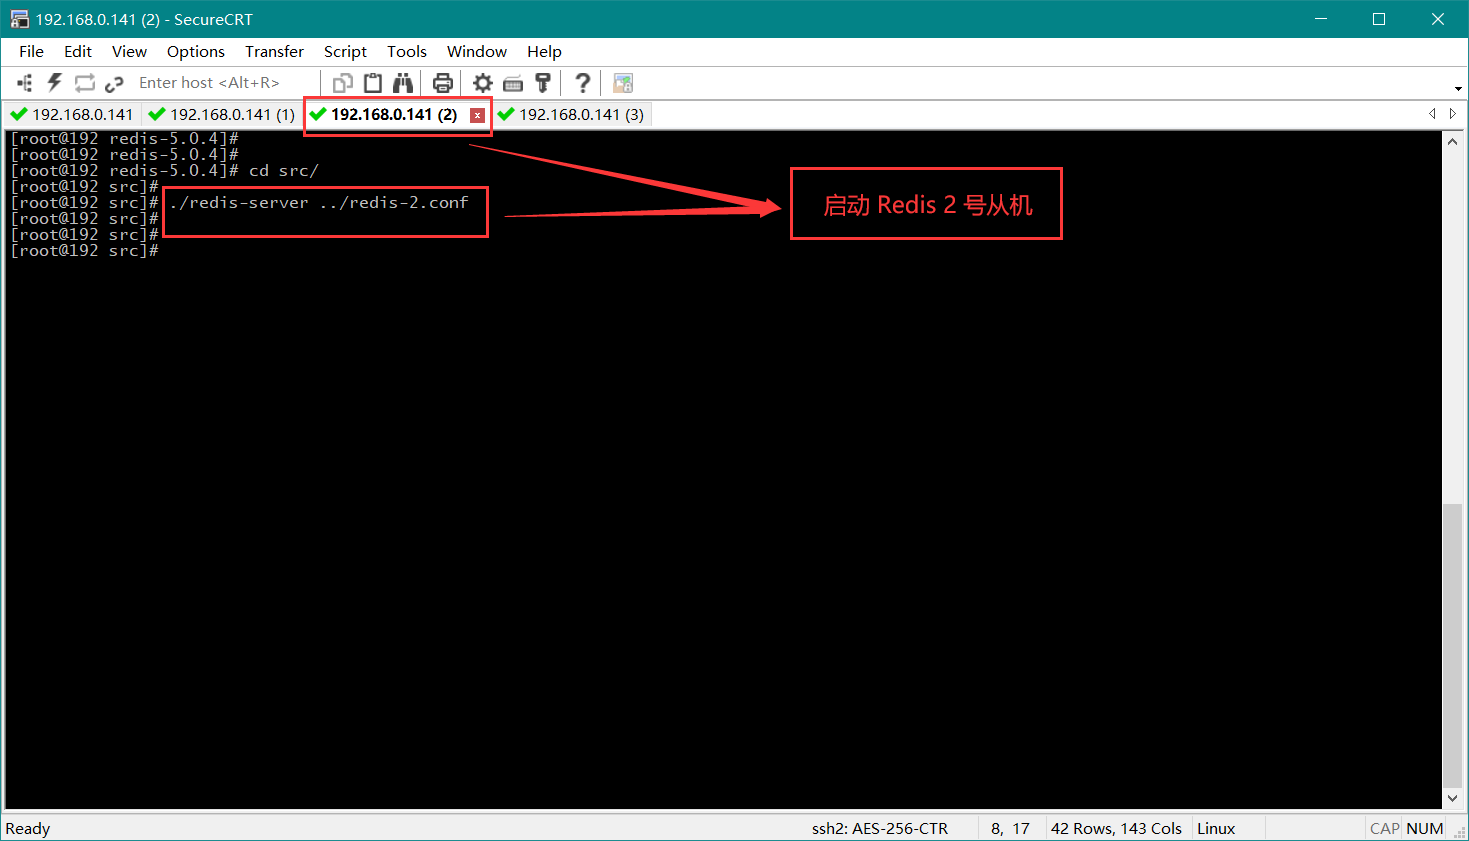 192.168.0.141 (2) - SecureCRT
File Edit View Options Transfer Script Tools Window Help
Enter host <Alt+R>
192.168.0.141 192.168.0.141 (1) 192.168.0.141 (2) 192.168.0.141 (3)
[root@192 redis-5.0.4]#
[root@192 redis-5.0.4]#
[root@192 redis-5.0.4]# cd src/
[root@192 src]#
[root@192 src]# ./redis-server ../redis-2.conf
[root@192 src]#
[root@192 src]#
[root@192 src]#
启动 Redis 2 号从机
Ready ssh2: AES-256-CTR 8, 17 42 Rows, 143 Cols Linux CAP NUM